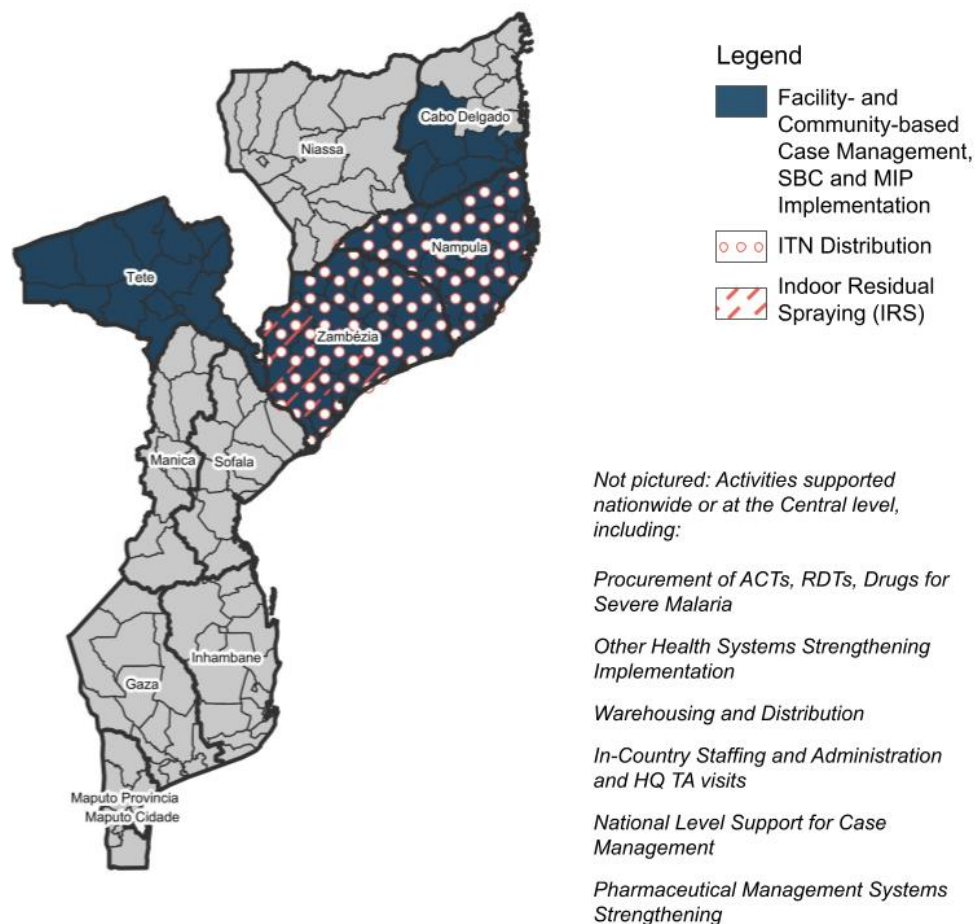 Cabo Delgado
Niassa
Nampula
Tete
Zambézia
Manica
Sofala
Inhambane
Gaza
Maputo Provincia
Maputo Cidade
Legend
Facility- and
Community-based
Case Management,
SBC and MIP
Implementation
ITN Distribution
Indoor Residual
Spraying (IRS)
Not pictured: Activities supported
nationwide or at the Central level,
including:
Procurement of ACTs, RDTs, Drugs for
Severe Malaria
Other Health Systems Strengthening
Implementation
Warehousing and Distribution
In-Country Staffing and Administration
and HQ TA visits
National Level Support for Case
Management
Pharmaceutical Management Systems
Strengthening